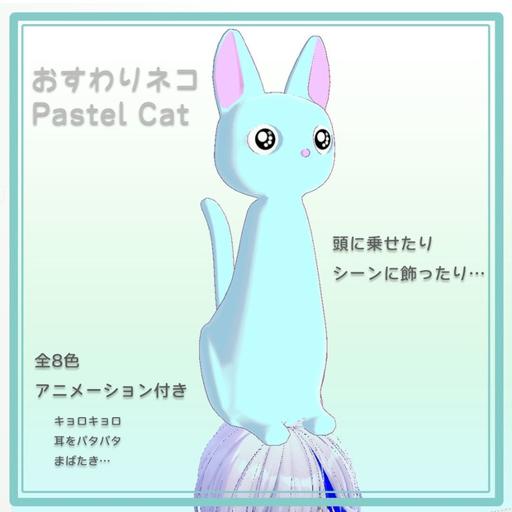 おすわりネコ
Pastel Cat
頭に乗せたり
シーンに飾ったり…
全8色
アニメーション付き
キョロキョロ
耳をパタパタ
まばたき…